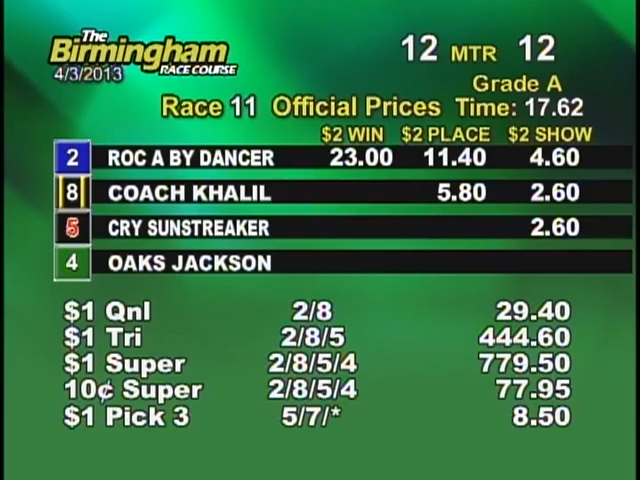 The
Birmingham
RACE COURSE
4/3/2013
12 MTR 12
Grade A
Race 11 Official Prices Time: 17.62
$2 WIN $2 PLACE $2 SHOW
2 ROC A BY DANCER 23.00 11.40 4.60
8 COACH KHALIL 5.80 2.60
5 CRY SUNSTREAKER 2.60
4 OAKS JACKSON
$1 Qnl 2/8 29.40
$1 Tri 2/8/5 444.60
$1 Super 2/8/5/4 779.50
10¢ Super 2/8/5/4 77.95
$1 Pick 3 5/7/* 8.50